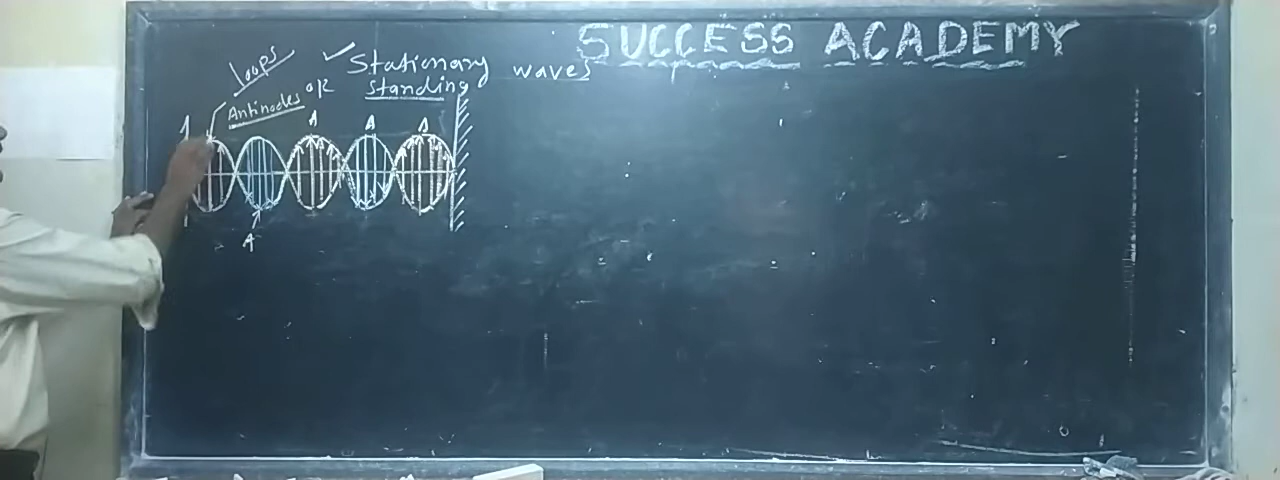 SUCCESS ACADEMY
✓ Stationary waves
or standing
Loops
Antinodes
A A A
A